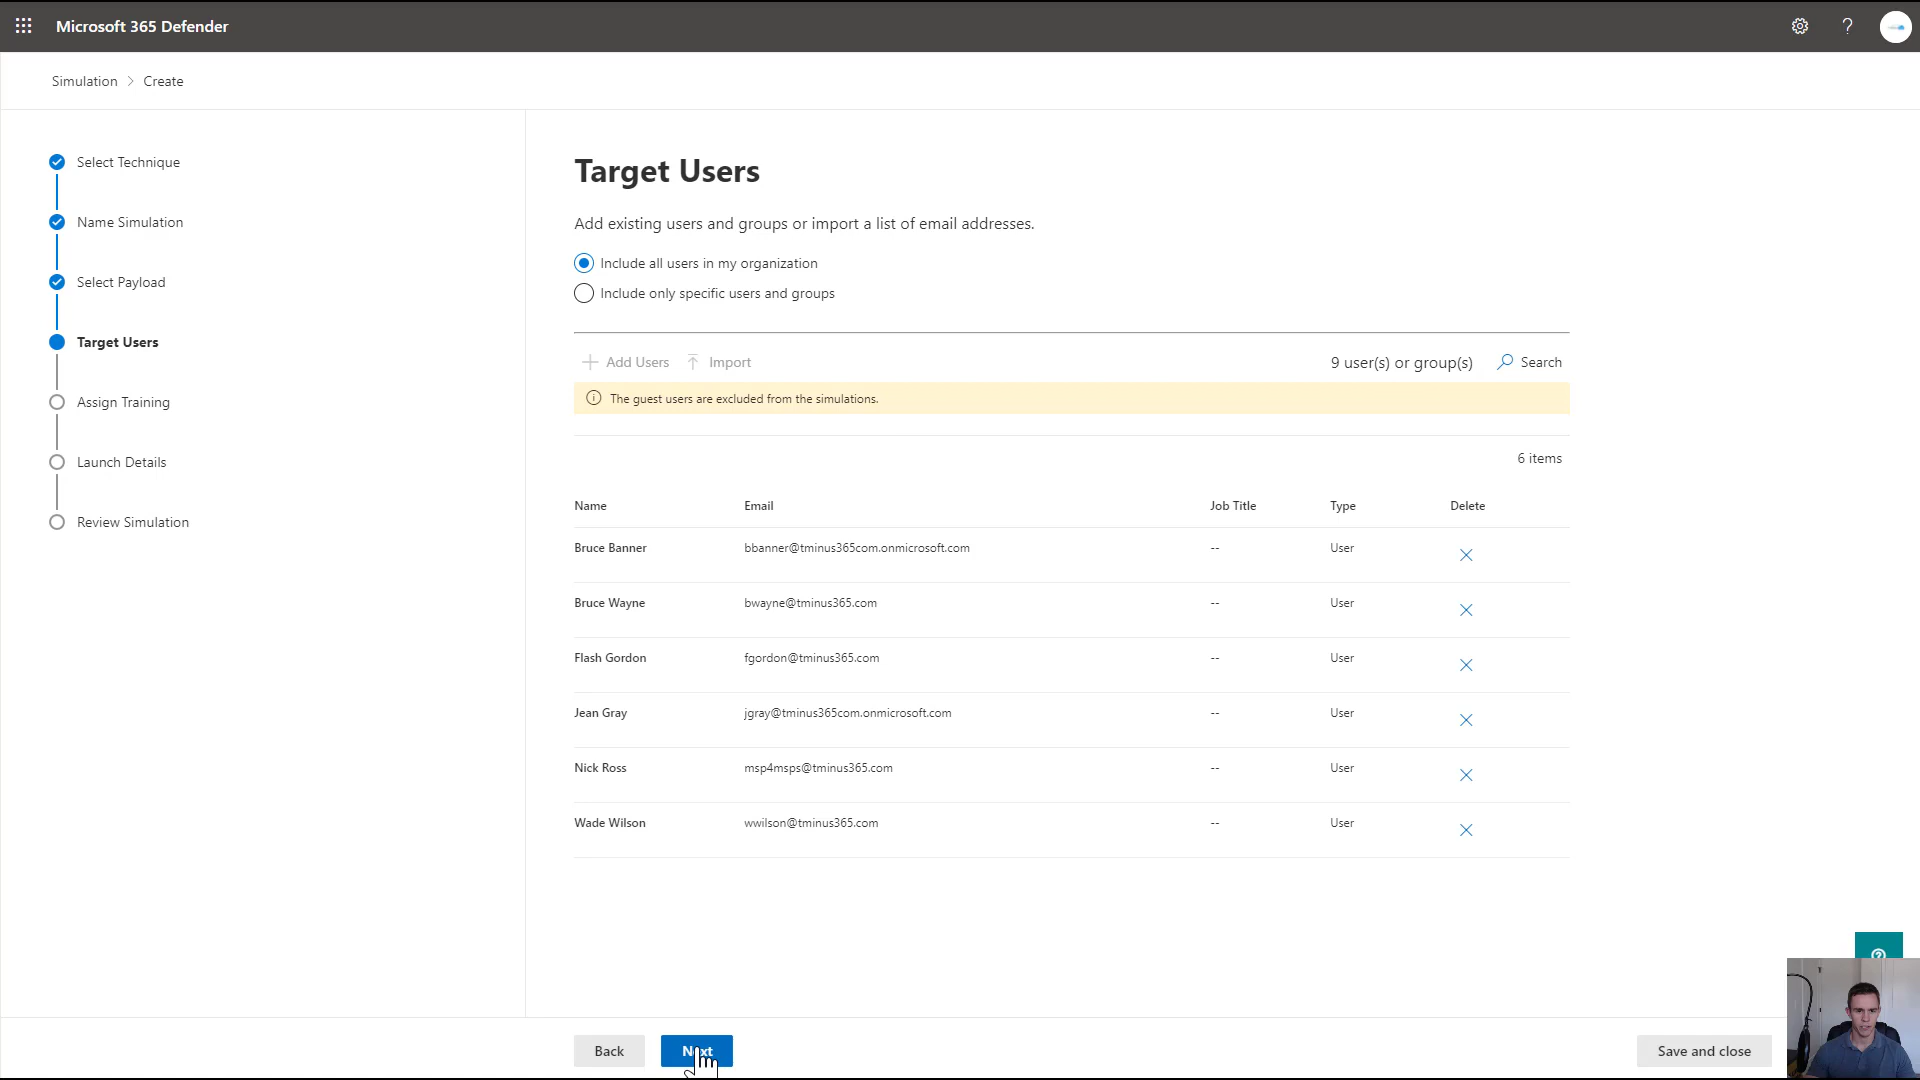 Microsoft 365 Defender
Simulation > Create
Select Technique
Name Simulation
Select Payload
Target Users
Assign Training
Launch Details
Review Simulation
Target Users
Add existing users and groups or import a list of email addresses.
Include all users in my organization
Include only specific users and groups
Add Users Import 9 user(s) or group(s) Search
The guest users are excluded from the simulations.
6 items
Name Email Job Title Type Delete
Bruce Banner bbanner@tminus365com.onmicrosoft.com -- User
Bruce Wayne bwayne@tminus365.com -- User
Flash Gordon fgordon@tminus365.com -- User
Jean Gray jgray@tminus365com.onmicrosoft.com -- User
Nick Ross msp4msps@tminus365.com -- User
Wade Wilson wwilson@tminus365.com -- User
Back Next Save and close